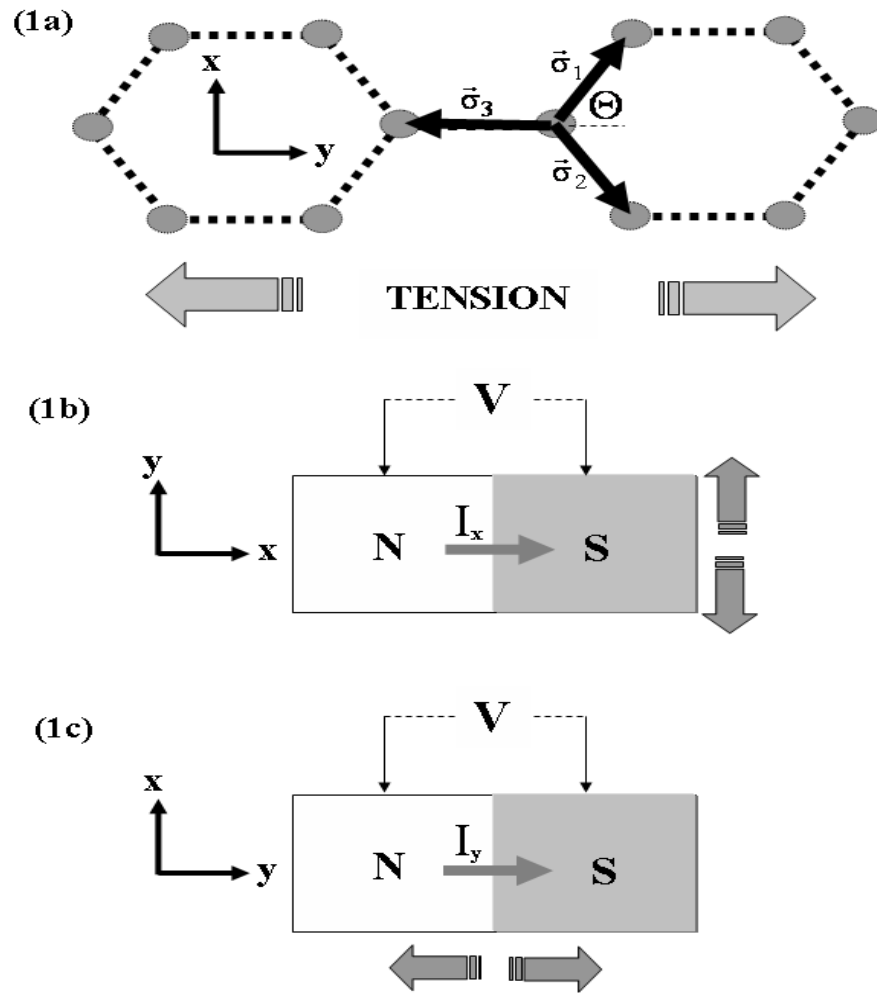 (1a)
x
y
σ⃗₁
Θ
σ⃗₃
σ⃗₂
TENSION
(1b)
V
y
x
N
Iₓ
S
(1c)
V
x
y
N
I_y
S